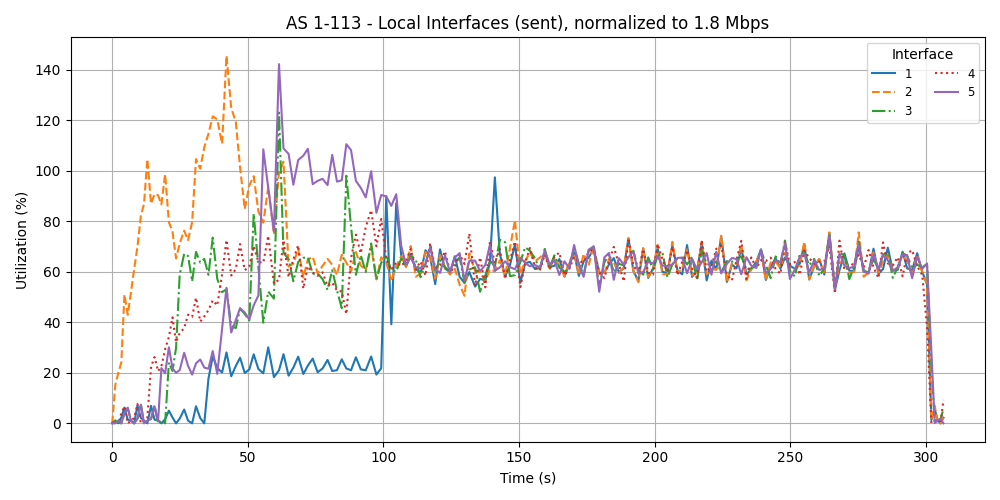 AS 1-113 - Local Interfaces (sent), normalized to 1.8 Mbps
Utilization (%)
140
120
100
80
60
40
20
0
0 50 100 150 200 250 300
Time (s)
Interface
1 4
2 5
3